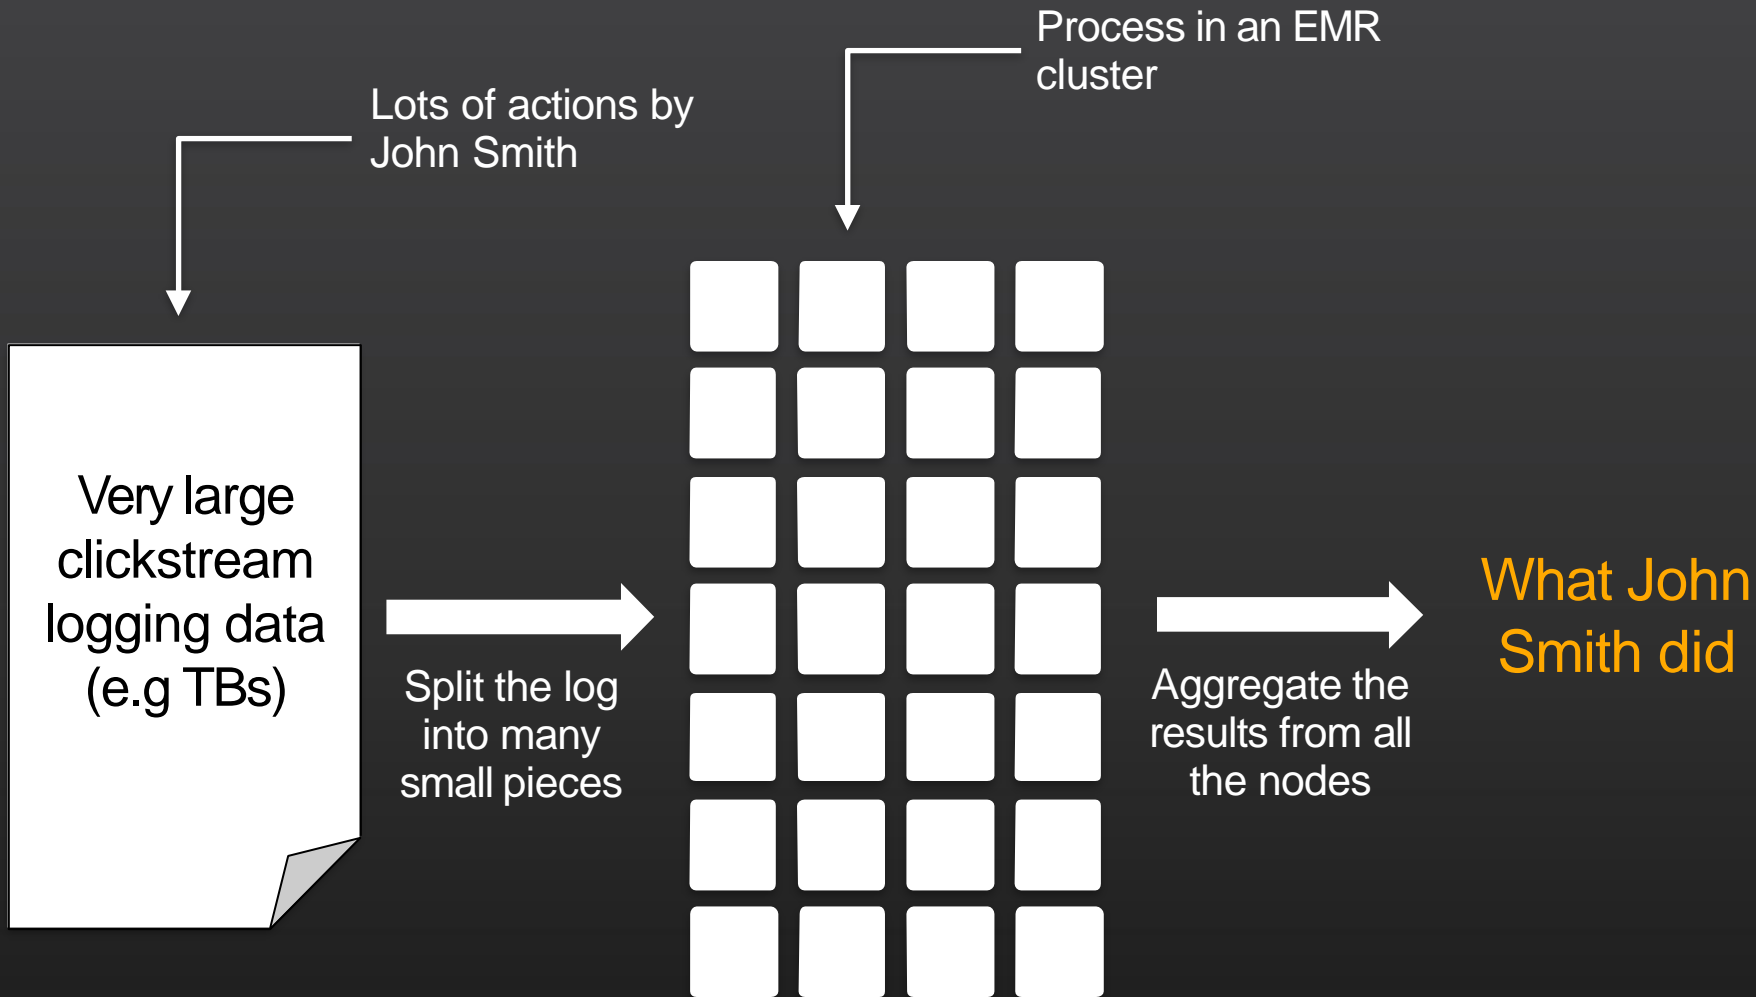 Process in an EMR
cluster
Lots of actions by
John Smith
Very large
clickstream
logging data
(e.g TBs)
Split the log
into many
small pieces
Aggregate the
results from all
the nodes
What John
Smith did